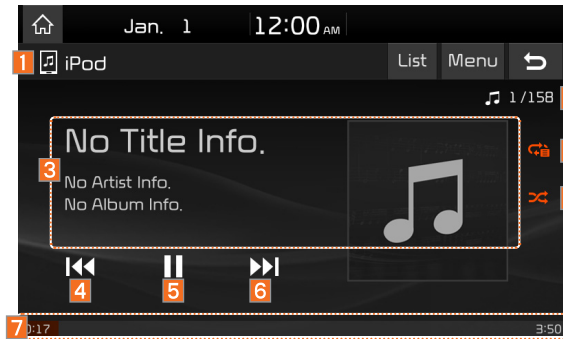 Jan. 1 12:00 AM
1 iPod List Menu
1/158
No Title Info.
3
No Artist Info.
No Album Info.
4 5 6
7 0:17 3:50